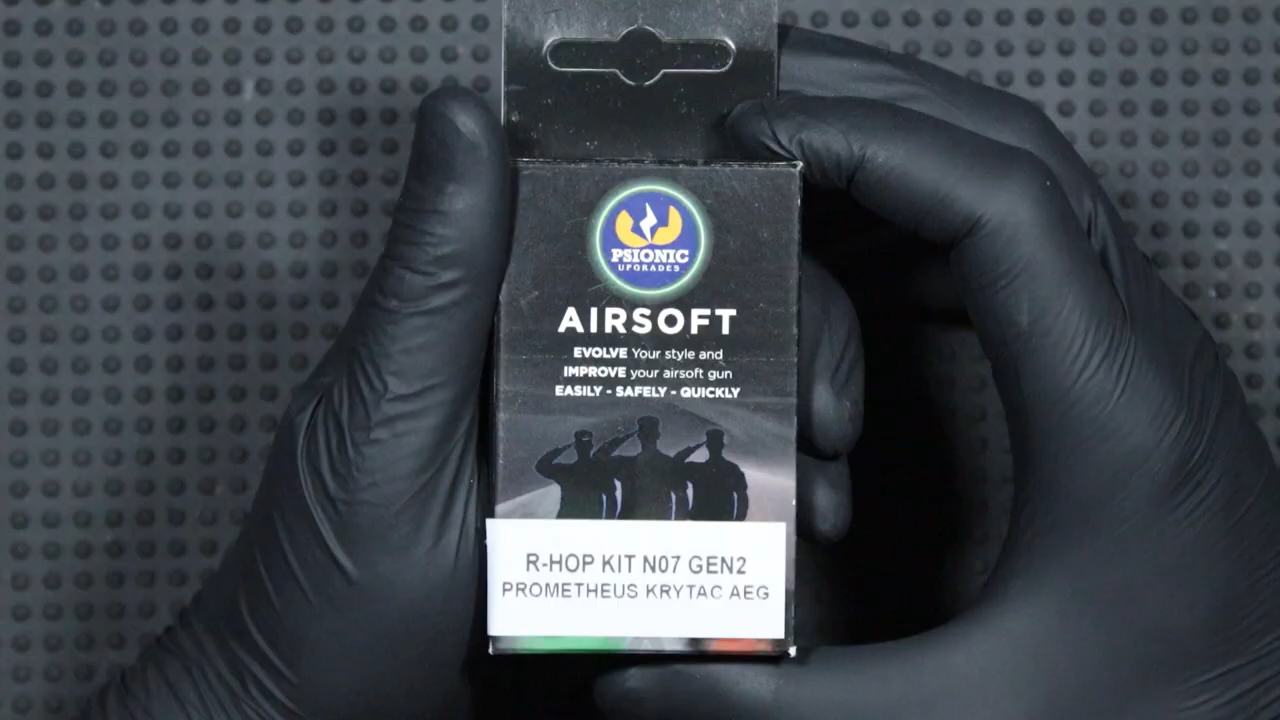 PSIONIC
UPGRADES
AIRSOFT
EVOLVE Your style and
IMPROVE your airsoft gun
EASILY - SAFELY - QUICKLY
R-HOP KIT N07 GEN2
PROMETHEUS KRYTAC AEG